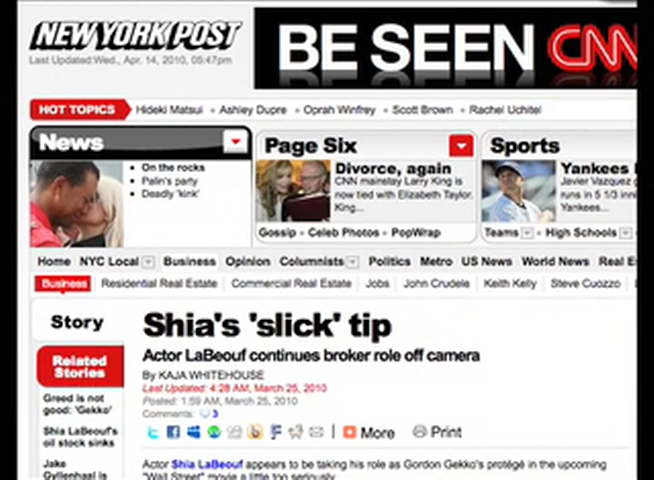 NEW YORK POST
Last Updated:Wed., Apr. 14, 2010, 05:47pm
BE SEEN CNN
HOT TOPICS Hideki Matsui Ashley Dupre Oprah Winfrey Scott Brown Rachel Uchitel
News
On the rocks
Palin's party
Deadly 'kink'
Page Six
Divorce, again
CNN mainstay Larry King is
now tied with Elizabeth Taylor.
King...
Gossip Celeb Photos PopWrap
Sports
Yankees
Javier Vazquez
runs in 5 1/3 inni
Yankees...
Teams High Schools
Home NYC Local Business Opinion Columnists Politics Metro US News World News Real E
Business Residential Real Estate Commercial Real Estate Jobs John Crudele Keith Kelly Steve Cuozzo
Story
Related
Stories
Greed is not
good: 'Gekko'
Shia LaBeouf's
oil stock sinks
Jake
Gyllenhaal is
Shia's 'slick' tip
Actor LaBeouf continues broker role off camera
By KAJA WHITEHOUSE
Last Updated: 4:28 AM, March 25, 2010
Posted: 1:59 AM, March 25, 2010
Comments: 3
More Print
Actor Shia LaBeouf appears to be taking his role as Gordon Gekko's protégé in the upcoming
"Wall Street" movie a little too seriously